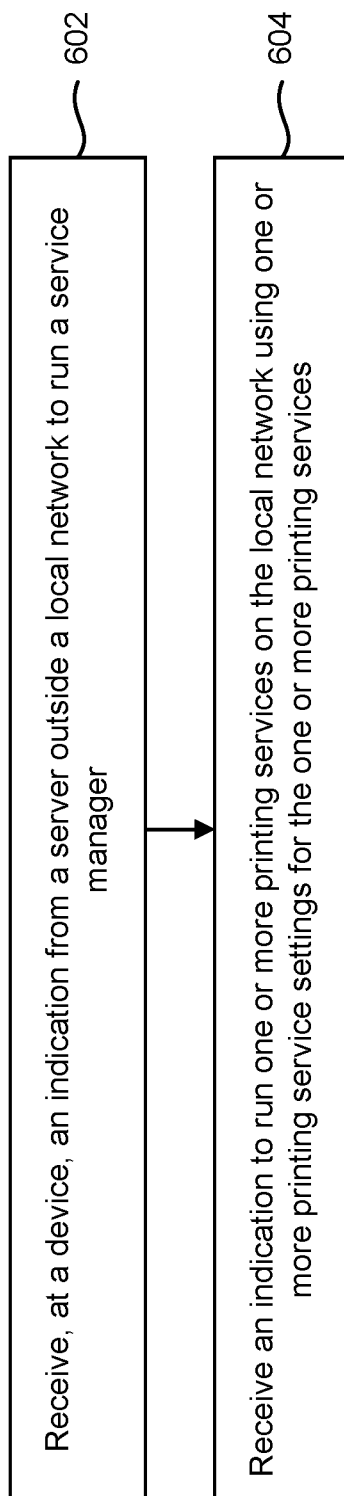 Receive, at a device, an indication from a server outside a local network to run a service
manager
602
Receive an indication to run one or more printing services on the local network using one or
more printing service settings for the one or more printing services
604